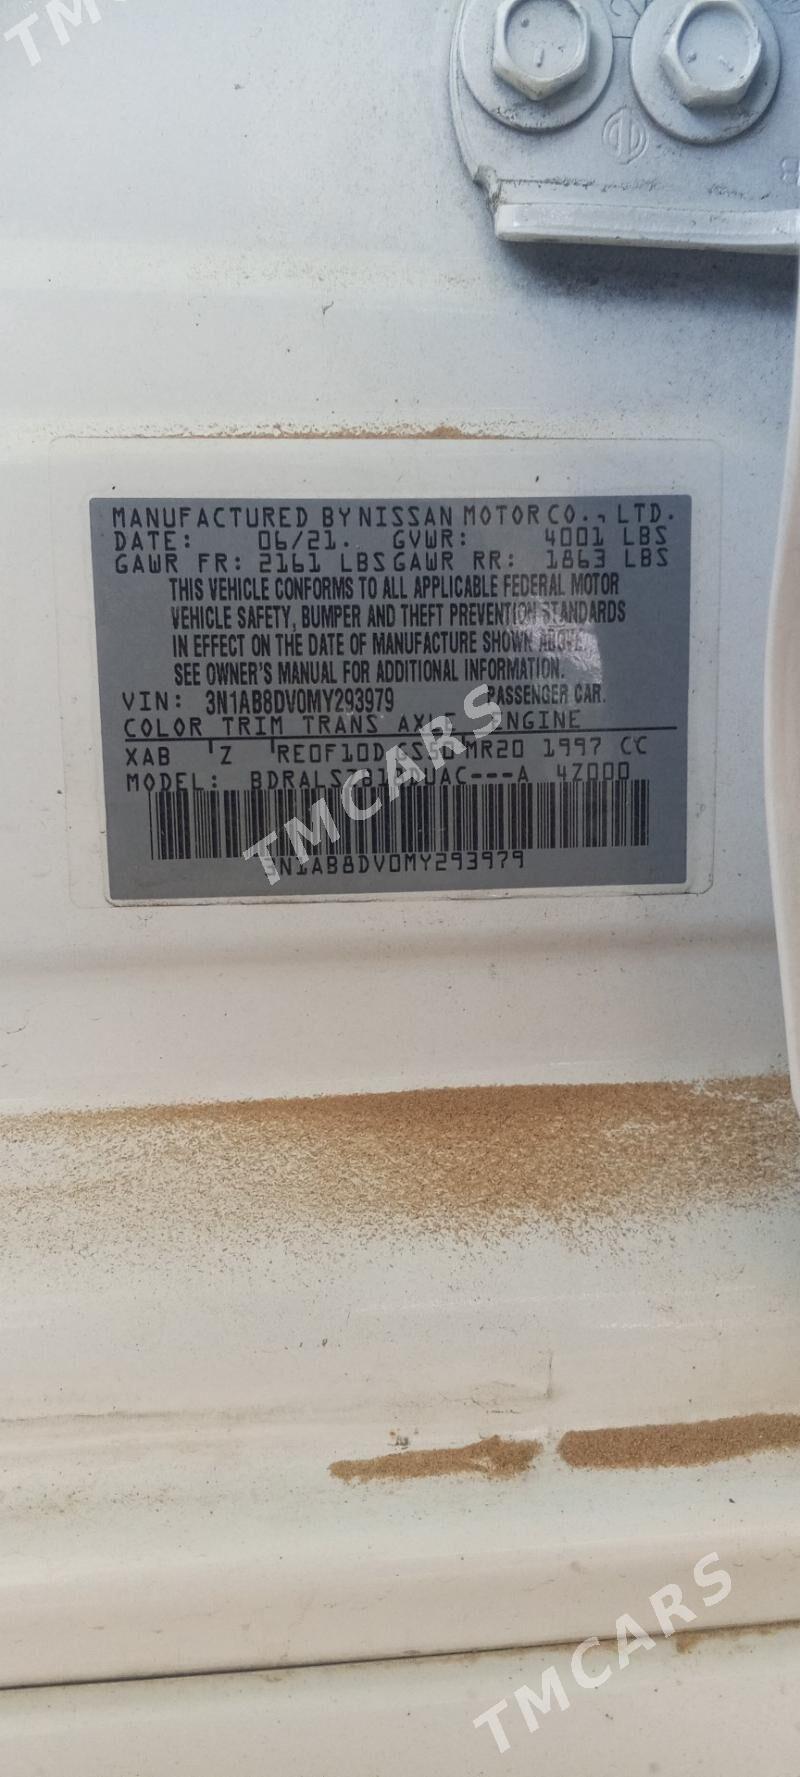 MANUFACTURED BY NISSAN MOTOR CO., LTD.
DATE: 06/21. GVWR: 4001 LBS
GAWR FR: 2161 LBS GAWR RR: 1863 LBS
THIS VEHICLE CONFORMS TO ALL APPLICABLE FEDERAL MOTOR
VEHICLE SAFETY, BUMPER AND THEFT PREVENTION STANDARDS
IN EFFECT ON THE DATE OF MANUFACTURE SHOWN ABOVE.
SEE OWNER'S MANUAL FOR ADDITIONAL INFORMATION.
VIN: 3N1AB8DV0MY293979 PASSENGER CAR.
COLOR TRIM TRANS AXLE ENGINE
XAB Z RE0F10D MR20 1997 CC
MODEL: A 4Z000
3N1AB8DV0MY293979
TMCARS
TMCARS